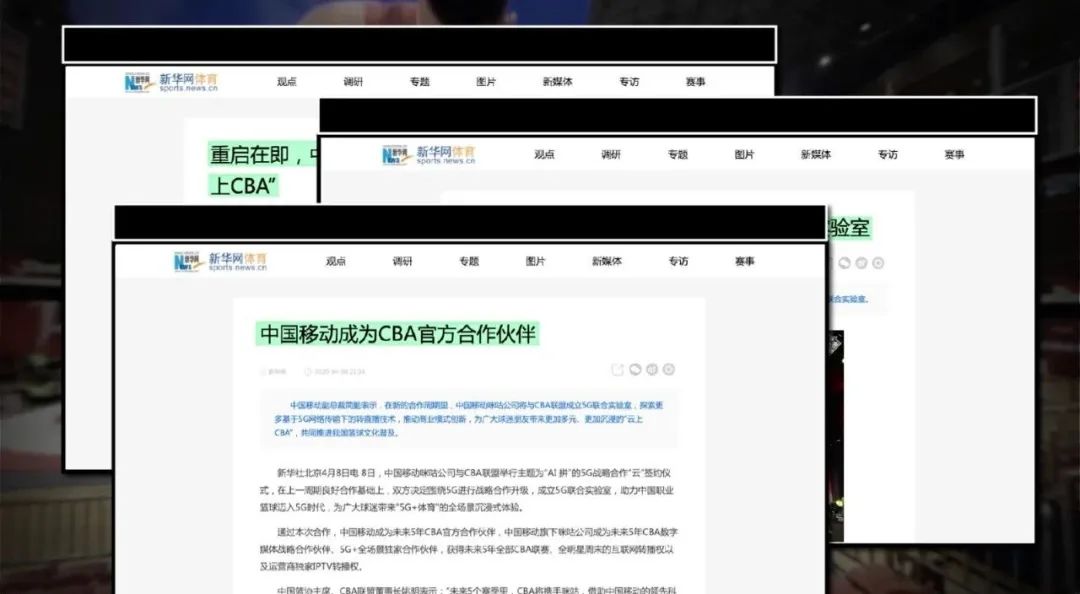 新华网体育
sports.news.cn
观点 调研 专题 图片 新媒体 专访 赛事
重启在即，
上CBA”
新华网体育
sports.news.cn
观点 调研 专题 图片 新媒体 专访 赛事
验室
合实验室。
新华网体育
sports.news.cn
观点 调研 专题 图片 新媒体 专访 赛事
中国移动成为CBA官方合作伙伴
中国移动副总裁简勤表示，在新的合作周期里，中国移动咪咕公司将与CBA联盟成立5G联合实验室，探索更
多基于5G网络传输下的转直播技术，推动商业模式创新，为广大球迷朋友带来更加多元、更加沉浸的“云上
CBA”，共同推进我国篮球文化普及。
新华社北京4月8日电 8日，中国移动咪咕公司与CBA联盟举行主题为“AI 拼”的5G战略合作“云”签约仪
式，在上一周期良好合作基础上，双方决定围绕5G进行战略合作升级，成立5G联合实验室，助力中国职业
篮球迈入5G时代，为广大球迷带来“5G+体育”的全场景沉浸式体验。
通过本次合作，中国移动成为未来5年CBA官方合作伙伴，中国移动旗下咪咕公司成为未来5年CBA数字
媒体战略合作伙伴、5G+全场景独家合作伙伴，获得未来5年全部CBA联赛、全明星周末的互联网转播权以
及运营商独家IPTV转播权。
中国篮协主席、CBA联盟董事长姚明表示：“未来5个赛季里，CBA将携手咪咕，借助中国移动的领先科